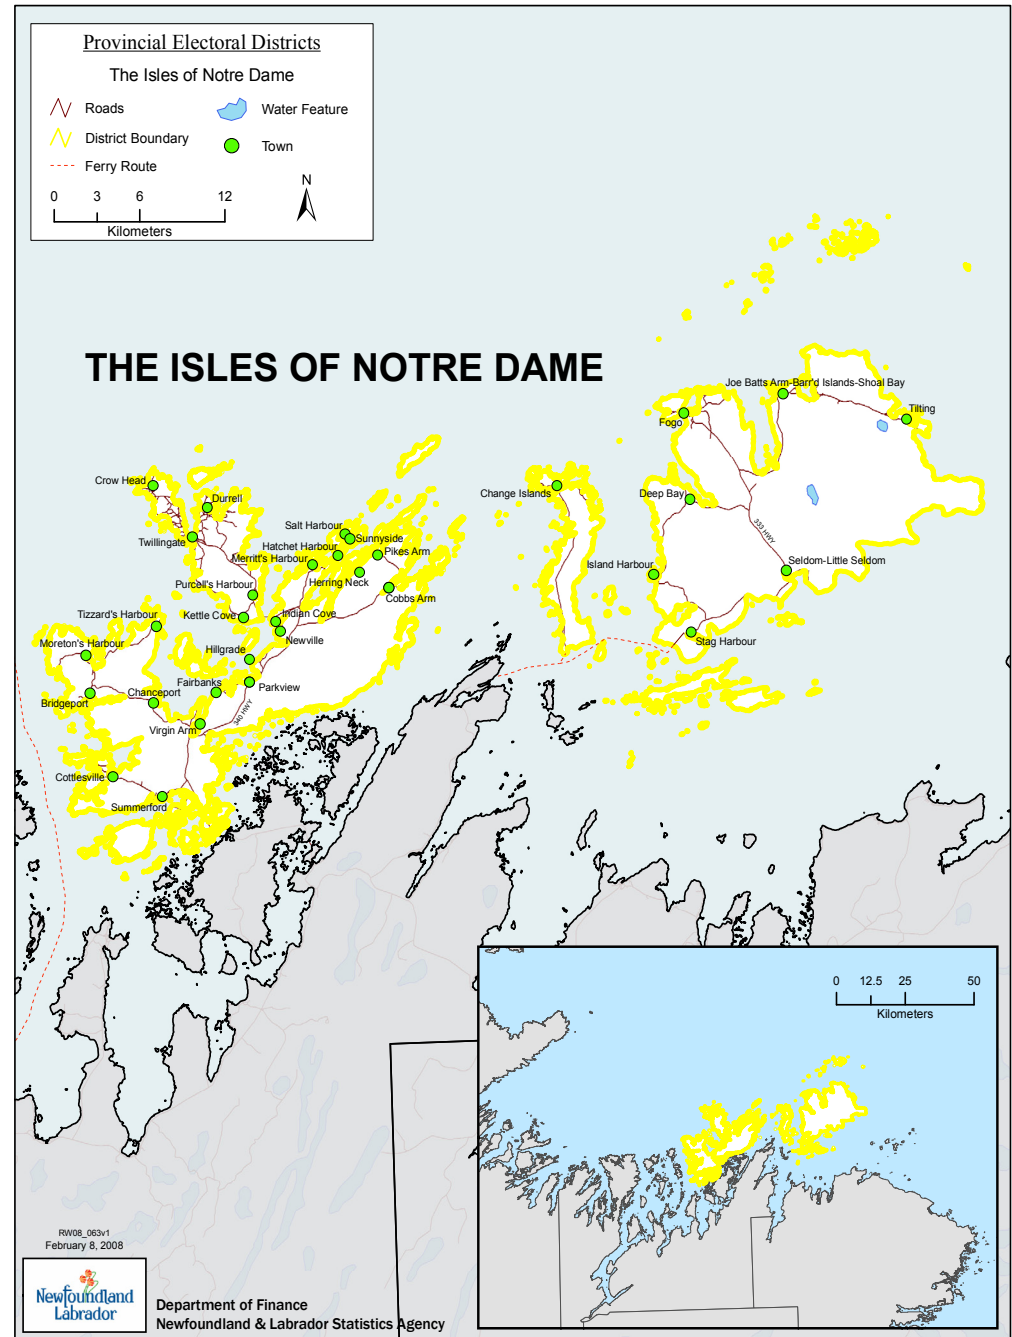 Provincial Electoral Districts
The Isles of Notre Dame
Roads
Water Feature
District Boundary
Town
Ferry Route
N
0 3 6 12
Kilometers
THE ISLES OF NOTRE DAME
Joe Batts Arm-Barr'd Islands-Shoal Bay
Tilting
Fogo
Crow Head
Change Islands
Deep Bay
Durrell
333 HWY
Salt Harbour
Sunnyside
Twillingate
Hatchet Harbour
Pikes Arm
Merritt's Harbour
Seldom-Little Seldom
Island Harbour
Herring Neck
Purcell's Harbour
Cobbs Arm
Tizzard's Harbour
Kettle Cove
Indian Cove
Newville
Stag Harbour
Moreton's Harbour
Hillgrade
Fairbanks
Parkview
Chanceport
Bridgeport
340 HWY
Virgin Arm
Cottlesville
Summerford
0 12.5 25 50
Kilometers
RW08_063v1
February 8, 2008
Newfoundland
Labrador
Department of Finance
Newfoundland & Labrador Statistics Agency